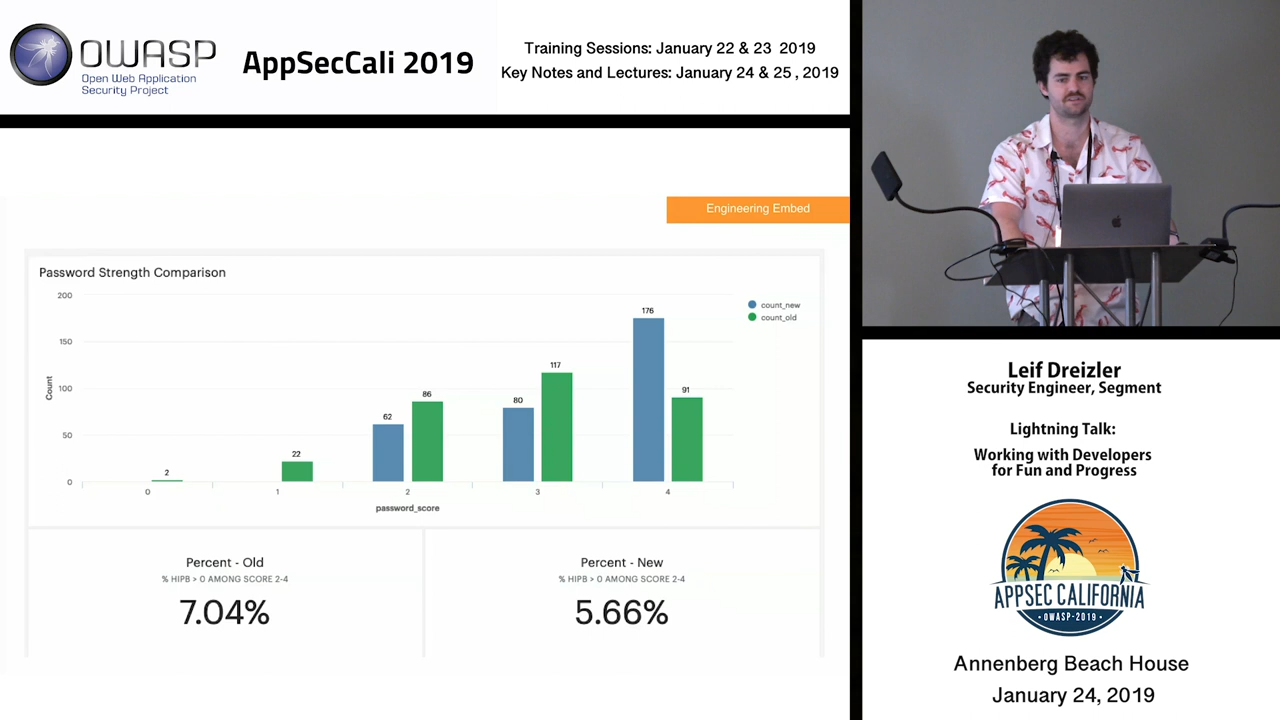 OWASP
Open Web Application
Security Project
AppSecCali 2019
Training Sessions: January 22 & 23 2019
Key Notes and Lectures: January 24 & 25 , 2019
Engineering Embed
Password Strength Comparison
200
150
100
50
0
Count
2
22
62
86
80
117
176
91
0
1
2
3
4
password_score
count_new
count_old
Percent - Old
% HIPB > 0 AMONG SCORE 2-4
7.04%
Percent - New
% HIPB > 0 AMONG SCORE 2-4
5.66%
Leif Dreizler
Security Engineer, Segment
Lightning Talk:
Working with Developers
for Fun and Progress
APPSEC CALIFORNIA
OWASP-2019
Annenberg Beach House
January 24, 2019